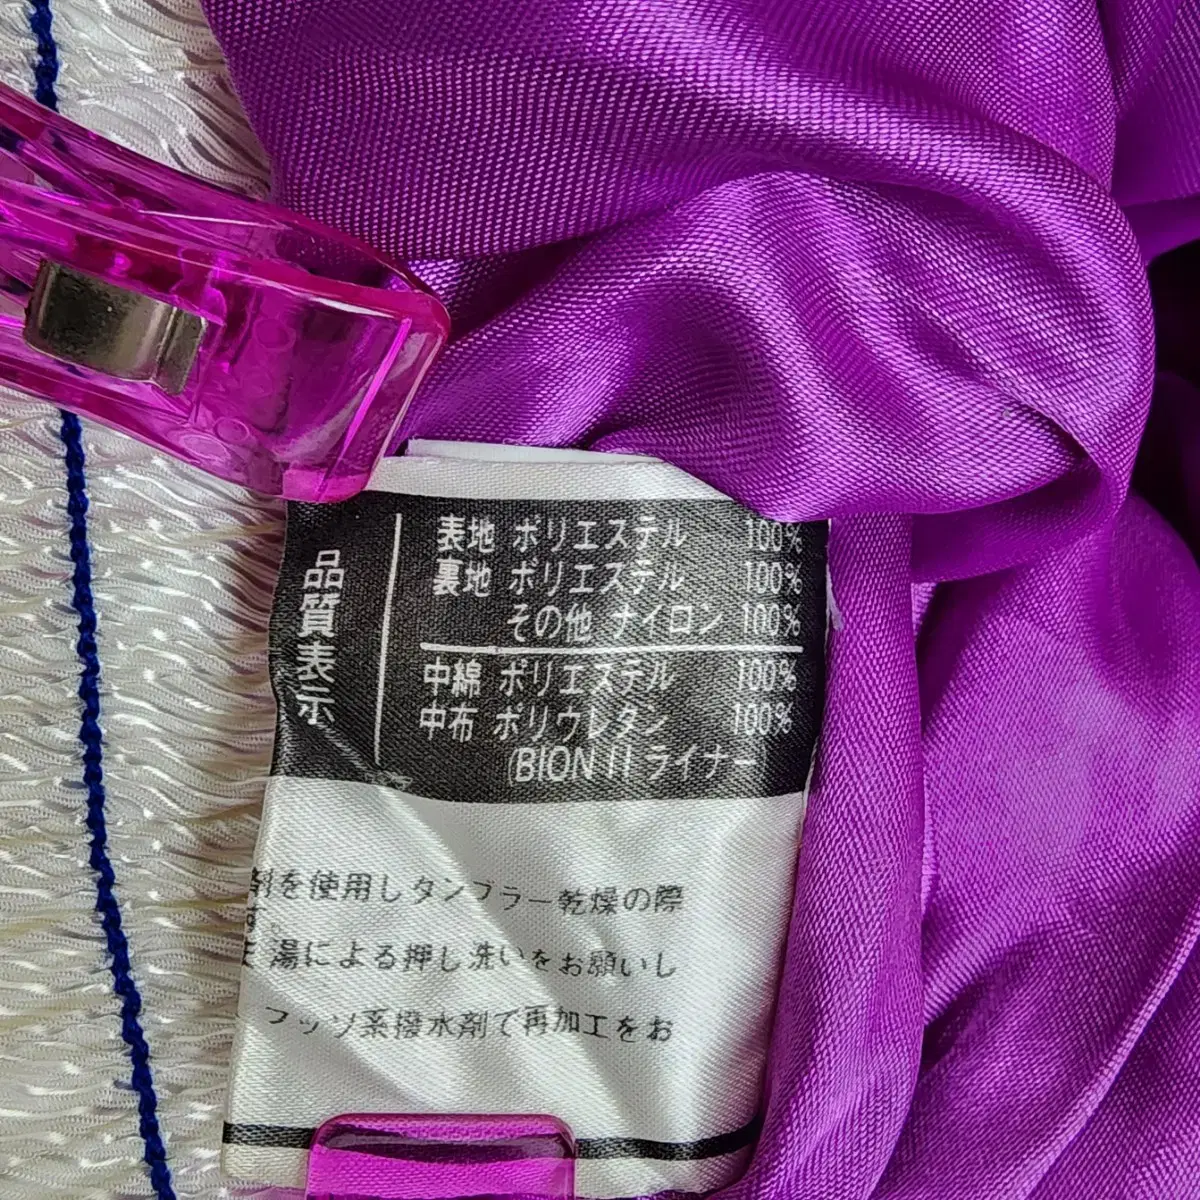 品質表示
表地 ポリエステル 100%
裏地 ポリエステル 100%
その他 ナイロン 100%
中綿 ポリエステル 100%
中布 ポリウレタン 100%
(BION II ライナー
剤を使用しタンブラー乾燥の際
す。
湯による押し洗いをお願いし
フッソ系撥水剤で再加工をお